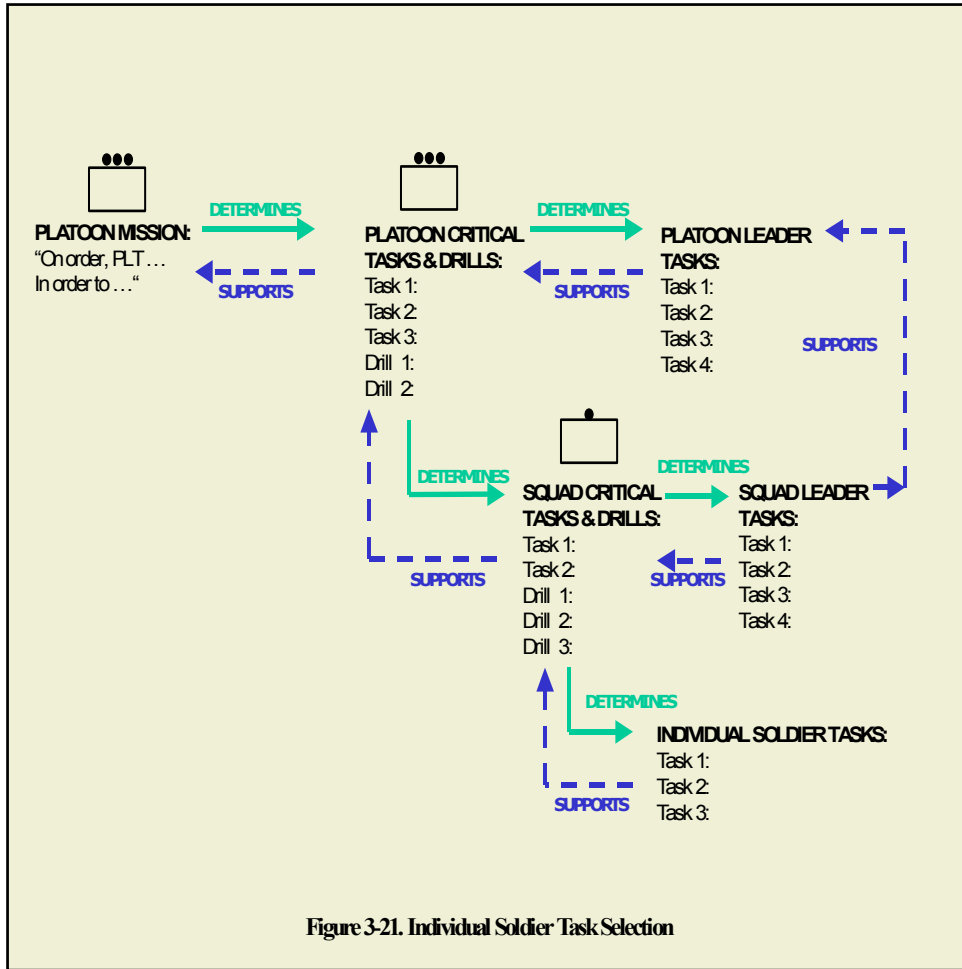 DETERMINES
DETERMINES
PLATOON MISSION:
"On order, PLT …
In order to …"
SUPPORTS
PLATOON CRITICAL
TASKS & DRILLS:
Task 1:
Task 2:
Task 3:
Drill 1:
Drill 2:
SUPPORTS
PLATOON LEADER
TASKS:
Task 1:
Task 2:
Task 3:
Task 4:
SUPPORTS
DETERMINES
DETERMINES
SQUAD CRITICAL
TASKS & DRILLS:
Task 1:
Task 2:
Drill 1:
Drill 2:
Drill 3:
SUPPORTS
SUPPORTS
SQUAD LEADER
TASKS:
Task 1:
Task 2:
Task 3:
Task 4:
DETERMINES
INDIVIDUAL SOLDIER TASKS:
Task 1:
Task 2:
Task 3:
SUPPORTS
Figure 3-21. Individual Soldier Task Selection